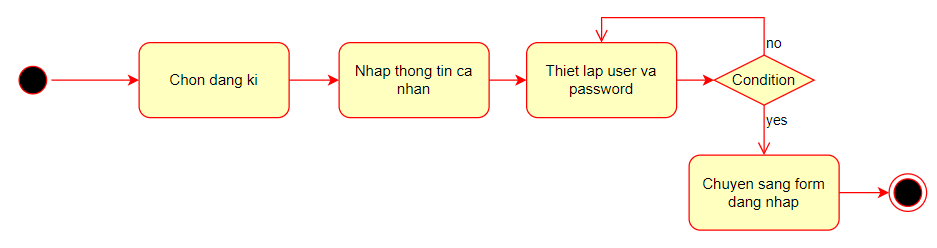 Chon dang ki
Nhap thong tin ca
nhan
Thiet lap user va
password
no
Condition
yes
Chuyen sang form
dang nhap